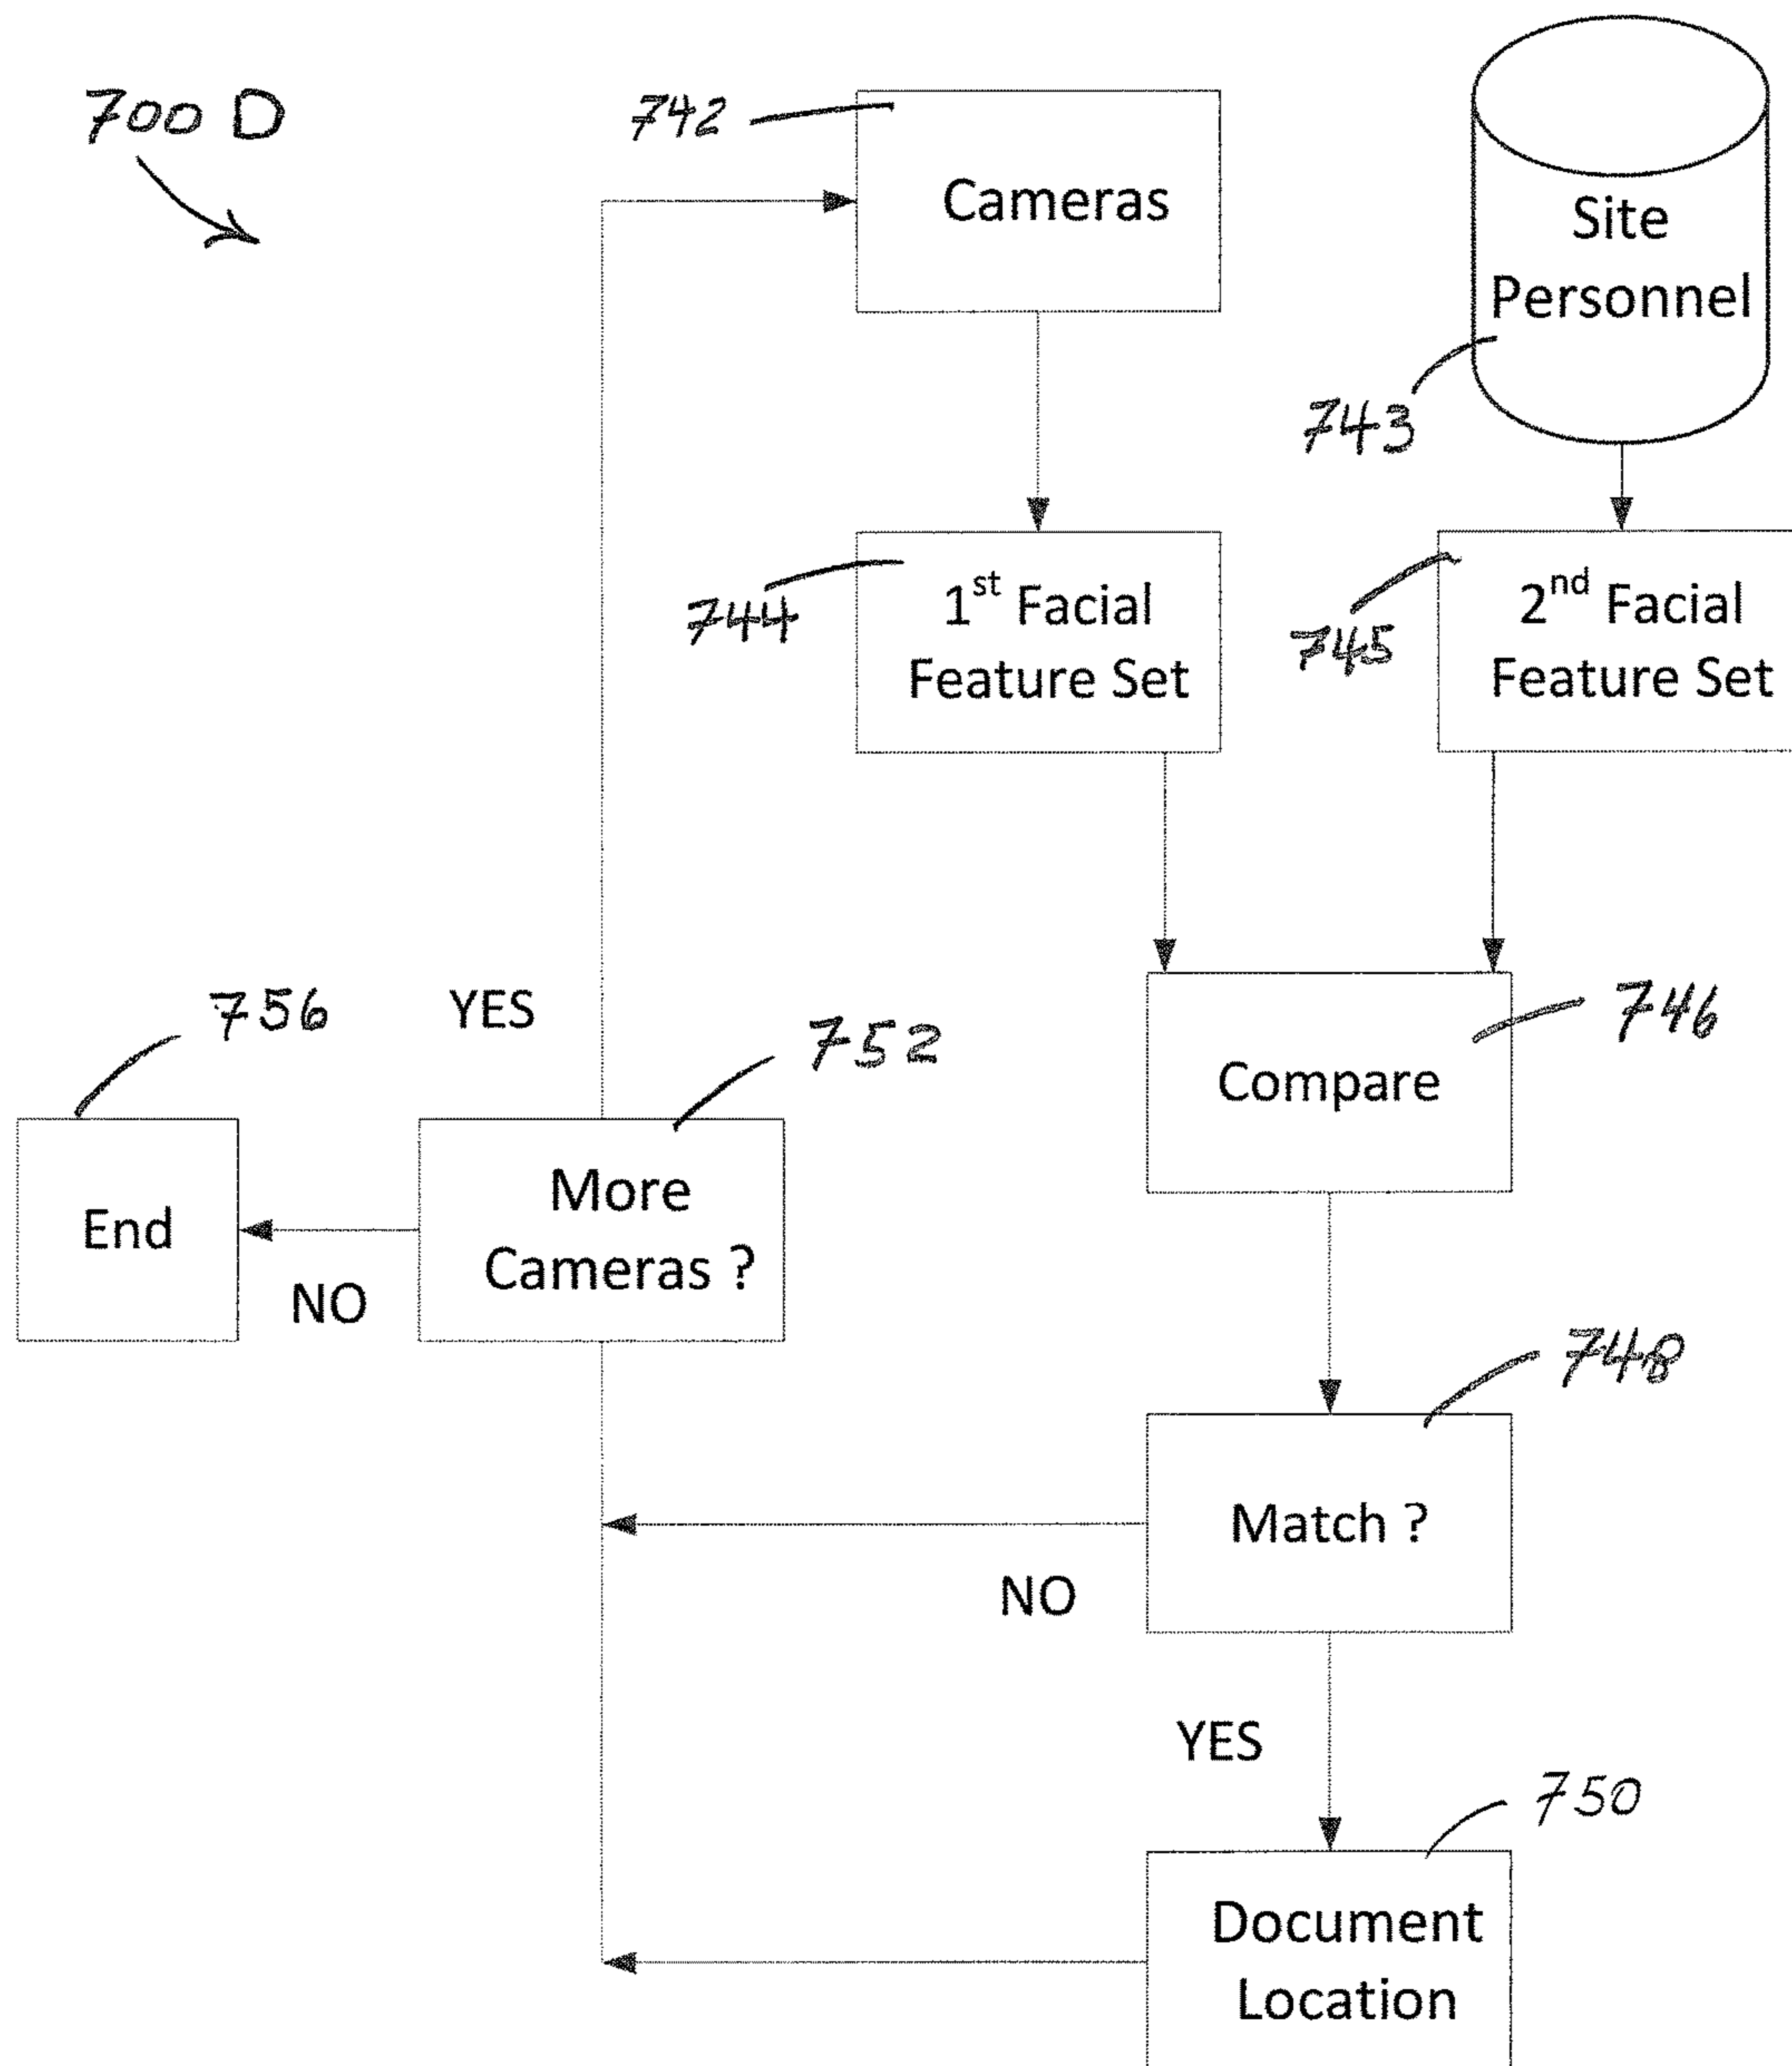 700 D
742
Cameras
Site
Personnel
743
744
1st Facial
Feature Set
745
2nd Facial
Feature Set
756
YES
752
746
Compare
End
More
Cameras ?
NO
748
Match ?
NO
YES
750
Document
Location